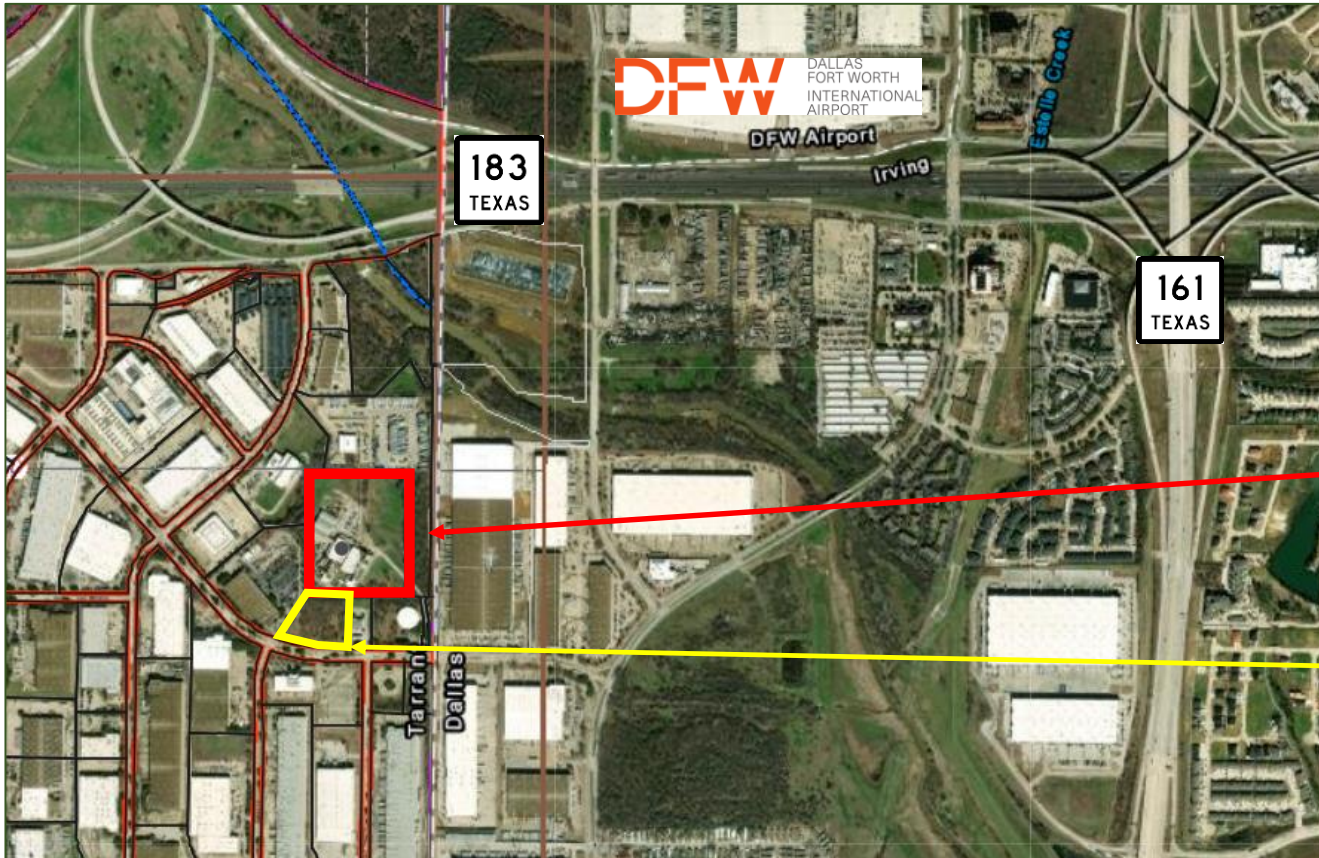 DFW
DALLAS
FORT WORTH
INTERNATIONAL
AIRPORT
Estelle Creek
DFW Airport
Irving
183
TEXAS
161
TEXAS
Tarrant
Dallas